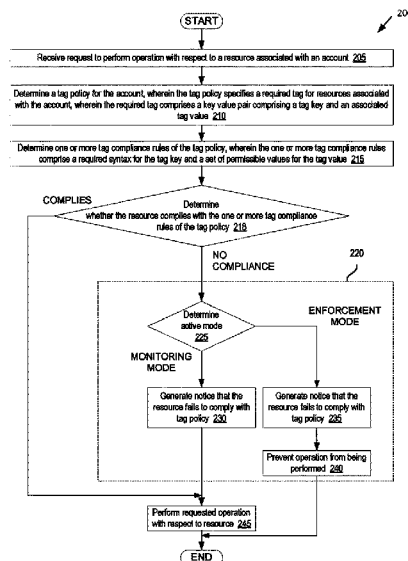 START
200
Receive request to perform operation with respect to a resource associated with an account 205
Determine a tag policy for the account, wherein the tag policy specifies a required tag for resources associated
with the account, wherein the required tag comprises a key value pair comprising a tag key and an associated
tag value 210
Determine one or more tag compliance rules of the tag policy, wherein the one or more tag compliance rules
comprise a required syntax for the tag key and a set of permissible values for the tag value 215
COMPLIES
Determine
whether the resource complies with the one or more tag compliance
rules of the tag policy 218
NO
COMPLIANCE
220
Determine
active mode
225
ENFORCEMENT
MODE
MONITORING
MODE
Generate notice that the
resource fails to comply with
tag policy 230
Generate notice that the
resource fails to comply with
tag policy 235
Prevent operation from being
performed 240
Perform requested operation
with respect to resource 245
END